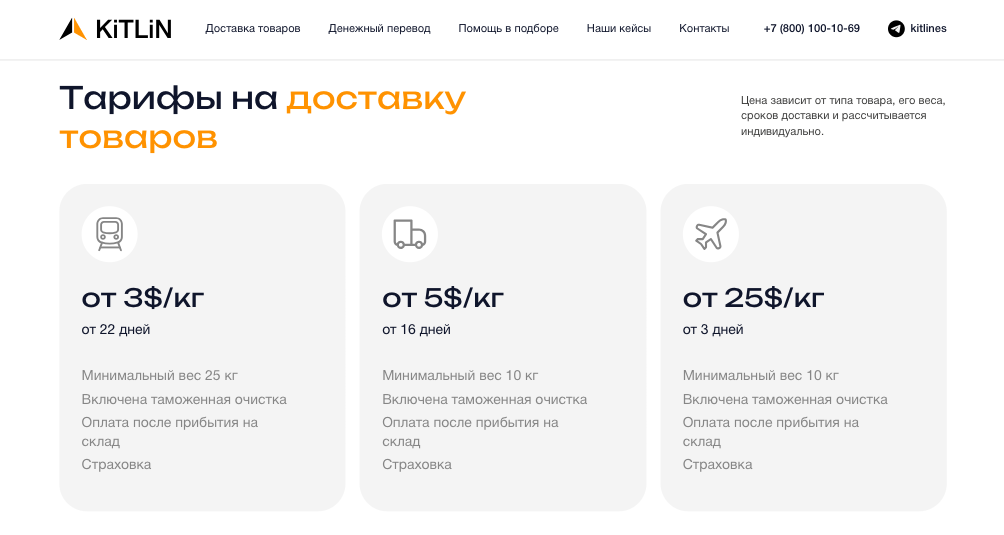 KiTLiN
Доставка товаров
Денежный перевод
Помощь в подборе
Наши кейсы
Контакты
+7 (800) 100-10-69
kitlines
Тарифы на доставку
товаров
Цена зависит от типа товара, его веса,
сроков доставки и рассчитывается
индивидуально.
от 3$/кг
от 22 дней
Минимальный вес 25 кг
Включена таможенная очистка
Оплата после прибытия на
склад
Страховка
от 5$/кг
от 16 дней
Минимальный вес 10 кг
Включена таможенная очистка
Оплата после прибытия на
склад
Страховка
от 25$/кг
от 3 дней
Минимальный вес 10 кг
Включена таможенная очистка
Оплата после прибытия на
склад
Страховка